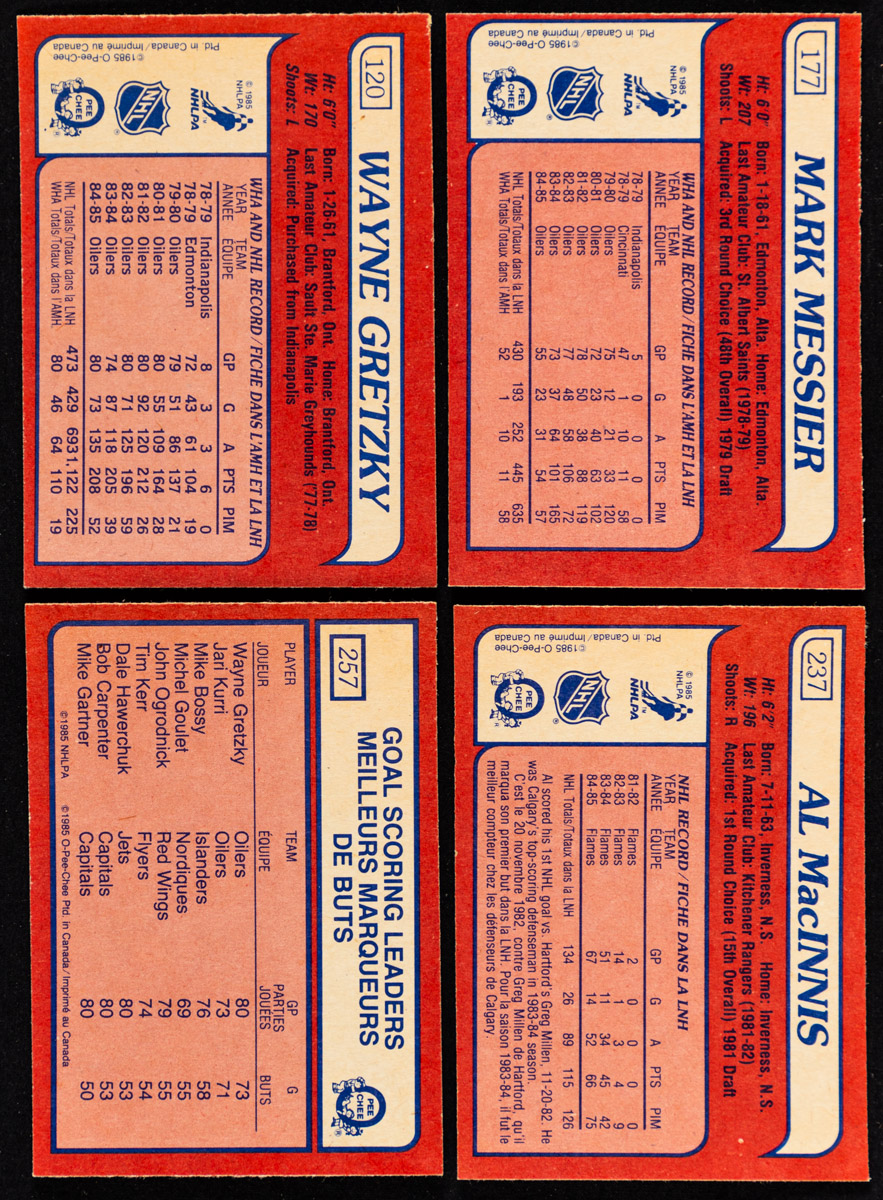 120
WAYNE GRETZKY
Ht: 6'0" Born: 1-26-61, Brantford, Ont. Home: Brantford, Ont.
Wt: 170 Last Amateur Club: Sault Ste. Marie Greyhounds ('77-78)
Shoots: L Acquired: Purchased from Indianapolis
© 1985
NHLPA
NHLPA
TM
NHL
®
O
PEE
CHEE
®
©1985 O-Pee-Chee
Ptd. in Canada/Imprimé au Canada
WHA AND NHL RECORD/FICHE DANS L'AMH ET LA LNH
YEAR TEAM
ANNÉE ÉQUIPE GP G A PTS PIM
78-79 Indianapolis 8 3 3 6 0
78-79 Edmonton 72 43 61 104 19
79-80 Oilers 79 51 86 137 21
80-81 Oilers 80 55 109 164 28
81-82 Oilers 80 92 120 212 26
82-83 Oilers 80 71 125 196 59
83-84 Oilers 74 87 118 205 39
84-85 Oilers 80 73 135 208 52
NHL Totals/Totaux dans la LNH 473 429 693 1,122 225
WHA Totals/Totaux dans l'AMH 80 46 64 110 19
177
MARK MESSIER
Ht: 6'0" Born: 1-18-61, Edmonton, Alta. Home: Edmonton, Alta.
Wt: 207 Last Amateur Club: St. Albert Saints (1978-79)
Shoots: L Acquired: 3rd Round Choice (48th Overall) 1979 Draft
© 1985
NHLPA
NHLPA
TM
NHL
®
O
PEE
CHEE
®
©1985 O-Pee-Chee
Ptd. in Canada/Imprimé au Canada
WHA AND NHL RECORD/FICHE DANS L'AMH ET LA LNH
YEAR TEAM
ANNÉE ÉQUIPE GP G A PTS PIM
78-79 Indianapolis 5 0 0 0 0
78-79 Cincinnati 47 1 10 11 58
79-80 Oilers 75 12 21 33 120
80-81 Oilers 72 23 40 63 102
81-82 Oilers 78 50 38 88 119
82-83 Oilers 77 48 58 106 72
83-84 Oilers 73 37 64 101 165
84-85 Oilers 55 23 31 54 57
NHL Totals/Totaux dans la LNH 430 193 252 445 635
WHA Totals/Totaux dans l'AMH 52 1 10 11 58
257
GOAL SCORING LEADERS
MEILLEURS MARQUEURS
DE BUTS
O
PEE
CHEE
®
PLAYER TEAM GP G
JOUEUR ÉQUIPE PARTIES JOUÉES BUTS
Wayne Gretzky Oilers 80 73
Jari Kurri Oilers 73 71
Mike Bossy Islanders 76 58
Michel Goulet Nordiques 69 55
John Ogrodnick Red Wings 79 55
Tim Kerr Flyers 74 54
Dale Hawerchuk Jets 80 53
Bob Carpenter Capitals 80 53
Mike Gartner Capitals 80 50
©1985 NHLPA ©1985 O-Pee-Chee Ptd. in Canada/Imprimé au Canada
237
AL MacINNIS
Ht: 6'2" Born: 7-11-63, Inverness, N.S. Home: Inverness, N.S.
Wt: 196 Last Amateur Club: Kitchener Rangers (1981-82)
Shoots: R Acquired: 1st Round Choice (15th Overall) 1981 Draft
© 1985
NHLPA
NHLPA
TM
NHL
®
O
PEE
CHEE
®
©1985 O-Pee-Chee
Ptd. in Canada/Imprimé au Canada
NHL RECORD/FICHE DANS LA LNH
YEAR TEAM
ANNÉE ÉQUIPE GP G A PTS PIM
81-82 Flames 2 0 0 0 0
82-83 Flames 14 1 3 4 9
83-84 Flames 51 11 34 45 42
84-85 Flames 67 14 52 66 75
NHL Totals/Totaux dans la LNH 134 26 89 115 126
Al scored his 1st NHL goal vs. Hartford's Greg Millen, 11-20-82. He
was Calgary's top-scoring defenseman in 1983-84 season.
C'est le 20 novembre 1982, contre Greg Millen de Hartford, qu'il
marqua son premier but dans la LNH. Pour la saison 1983-84, il fut le
meilleur compteur chez les défenseurs de Calgary.